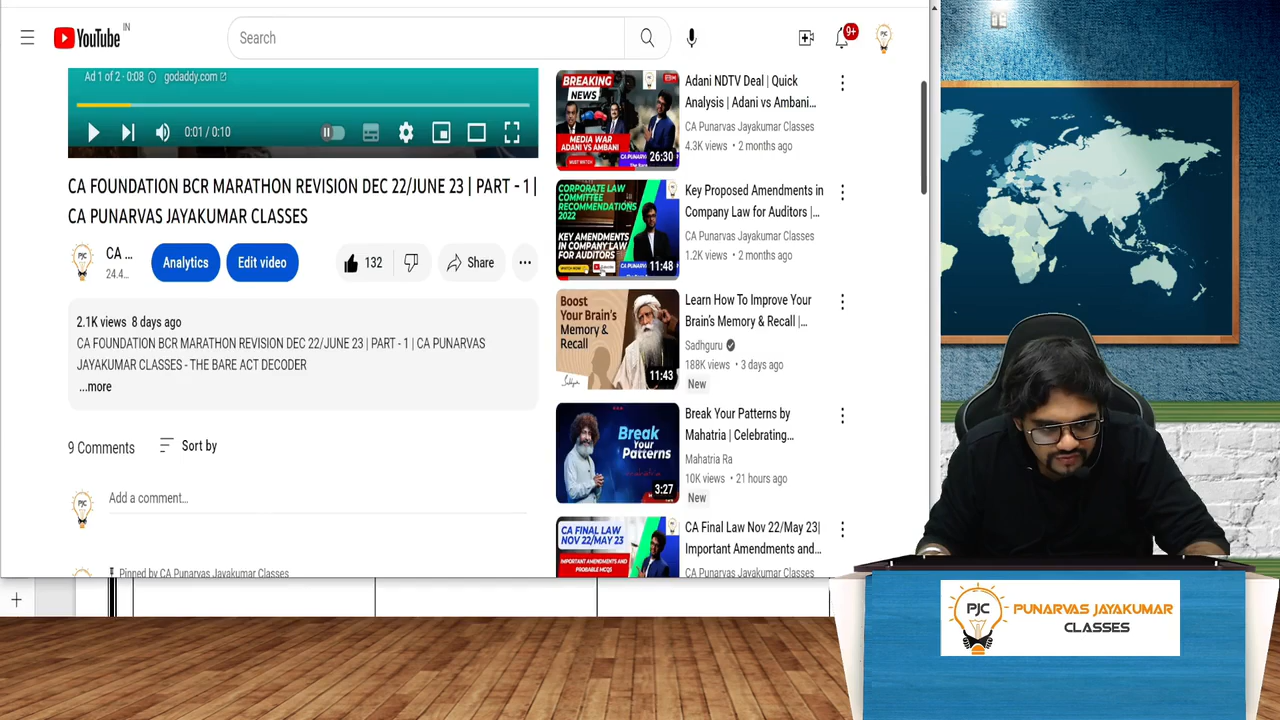 YouTube IN
Search
9+
Ad 1 of 2 · 0:08 godaddy.com
0:01 / 0:10
CA FOUNDATION BCR MARATHON REVISION DEC 22/JUNE 23 | PART - 1 |
CA PUNARVAS JAYAKUMAR CLASSES
CA ...
24.4...
Analytics
Edit video
132
Share
2.1K views 8 days ago
CA FOUNDATION BCR MARATHON REVISION DEC 22/JUNE 23 | PART - 1 | CA PUNARVAS
JAYAKUMAR CLASSES - THE BARE ACT DECODER
...more
9 Comments
Sort by
Add a comment...
Pinned by CA Punarvas Jayakumar Classes
BREAKING
NEWS
MEDIA WAR
ADANI VS AMBANI
MUST WATCH
26:30
Adani NDTV Deal | Quick
Analysis | Adani vs Ambani...
CA Punarvas Jayakumar Classes
4.3K views • 2 months ago
CORPORATE LAW
COMMITTEE
RECOMMENDATIONS
2022
KEY AMENDMENTS
IN COMPANY LAW
FOR AUDITORS
11:48
Key Proposed Amendments in
Company Law for Auditors |...
CA Punarvas Jayakumar Classes
1.2K views • 2 months ago
Boost
Your Brain's
Memory &
Recall
11:43
Learn How To Improve Your
Brain's Memory & Recall |...
Sadhguru
188K views • 3 days ago
New
Break
Your
Patterns
3:27
Break Your Patterns by
Mahatria | Celebrating...
Mahatria Ra
10K views • 21 hours ago
New
CA FINAL LAW
NOV 22/MAY 23
IMPORTANT AMENDMENTS AND
PROBABLE MCQS
CA Final Law Nov 22/May 23|
Important Amendments and...
CA Punarvas Jayakumar Classes
PJC
PUNARVAS JAYAKUMAR
CLASSES